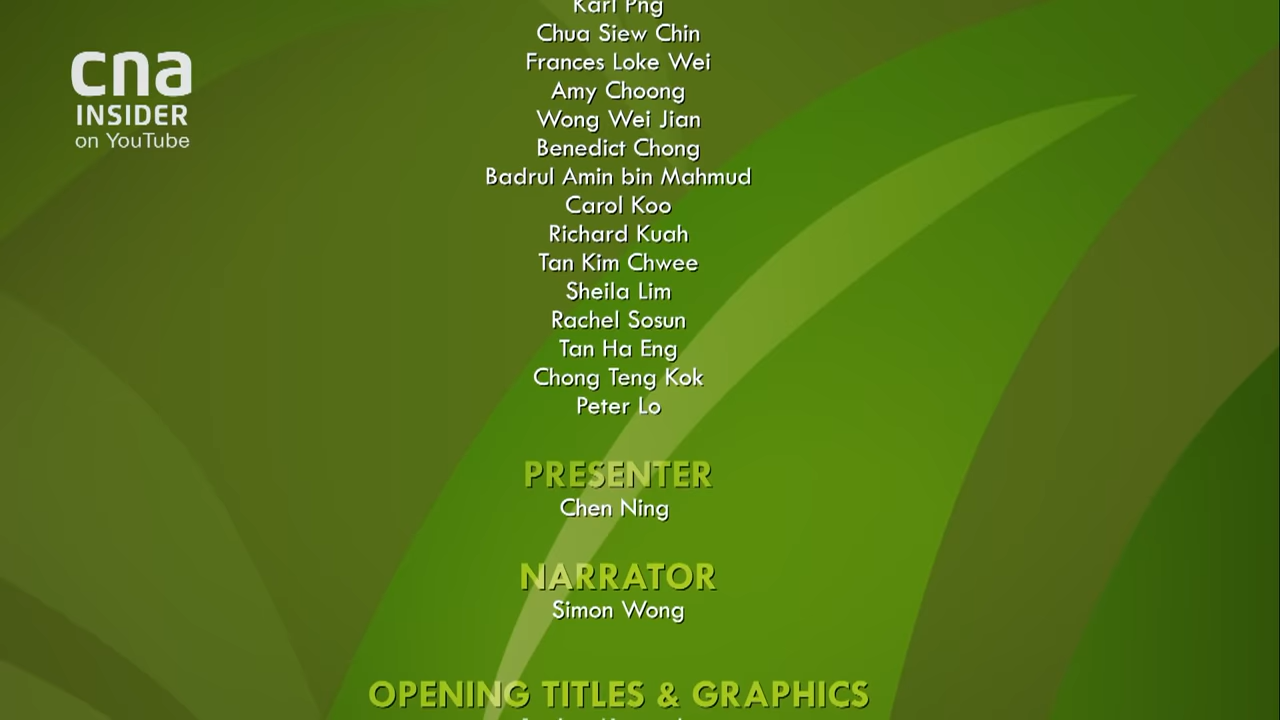 cna
INSIDER
on YouTube
Karl Png
Chua Siew Chin
Frances Loke Wei
Amy Choong
Wong Wei Jian
Benedict Chong
Badrul Amin bin Mahmud
Carol Koo
Richard Kuah
Tan Kim Chwee
Sheila Lim
Rachel Sosun
Tan Ha Eng
Chong Teng Kok
Peter Lo
PRESENTER
Chen Ning
NARRATOR
Simon Wong
OPENING TITLES & GRAPHICS